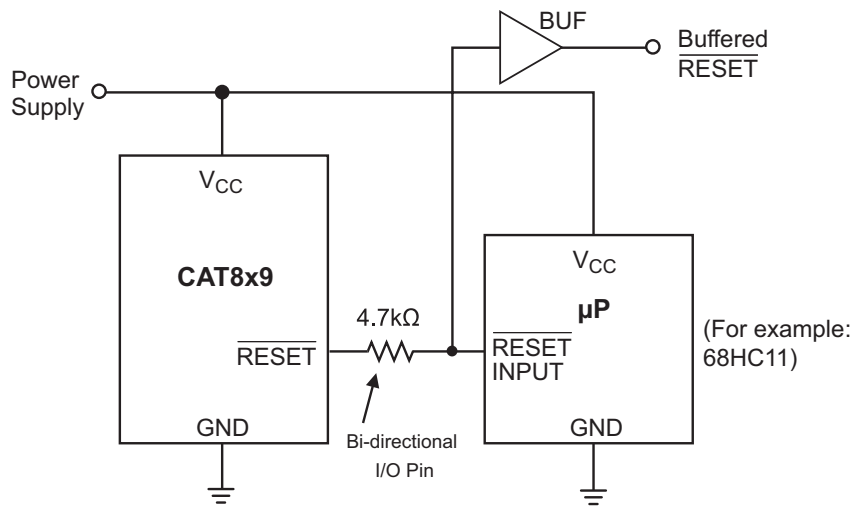 BUF
Buffered
RESET
Power
Supply
VCC
CAT8x9
RESET
GND
4.7kΩ
Bi-directional
I/O Pin
VCC
µP
RESET
INPUT
GND
(For example:
68HC11)